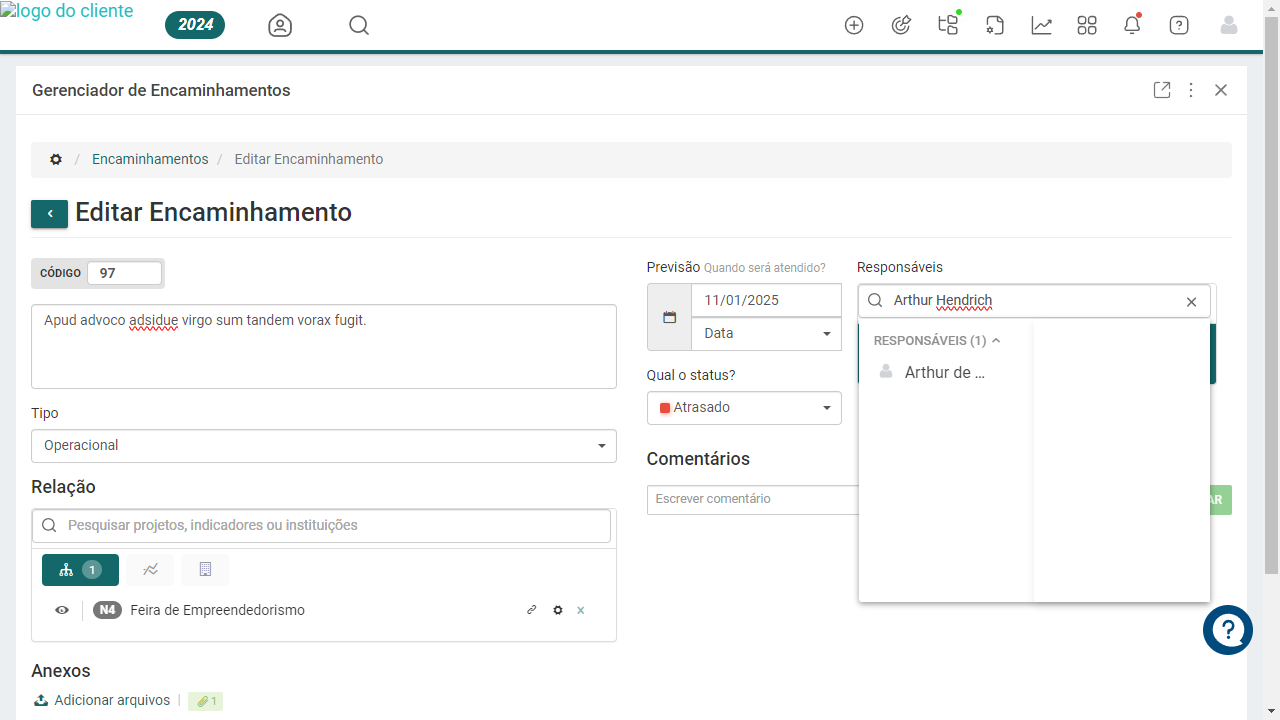 logo do cliente
2024
Gerenciador de Encaminhamentos
/ Encaminhamentos / Editar Encaminhamento
Editar Encaminhamento
CÓDIGO 97
Apud advoco adsidue virgo sum tandem vorax fugit.
Tipo
Operacional
Relação
Pesquisar projetos, indicadores ou instituições
1
N4 Feira de Empreendedorismo
Anexos
Adicionar arquivos
1
Previsão Quando será atendido?
11/01/2025
Data
Qual o status?
Atrasado
Comentários
Escrever comentário
AR
Responsáveis
Arthur Hendrich
RESPONSÁVEIS (1)
Arthur de ...